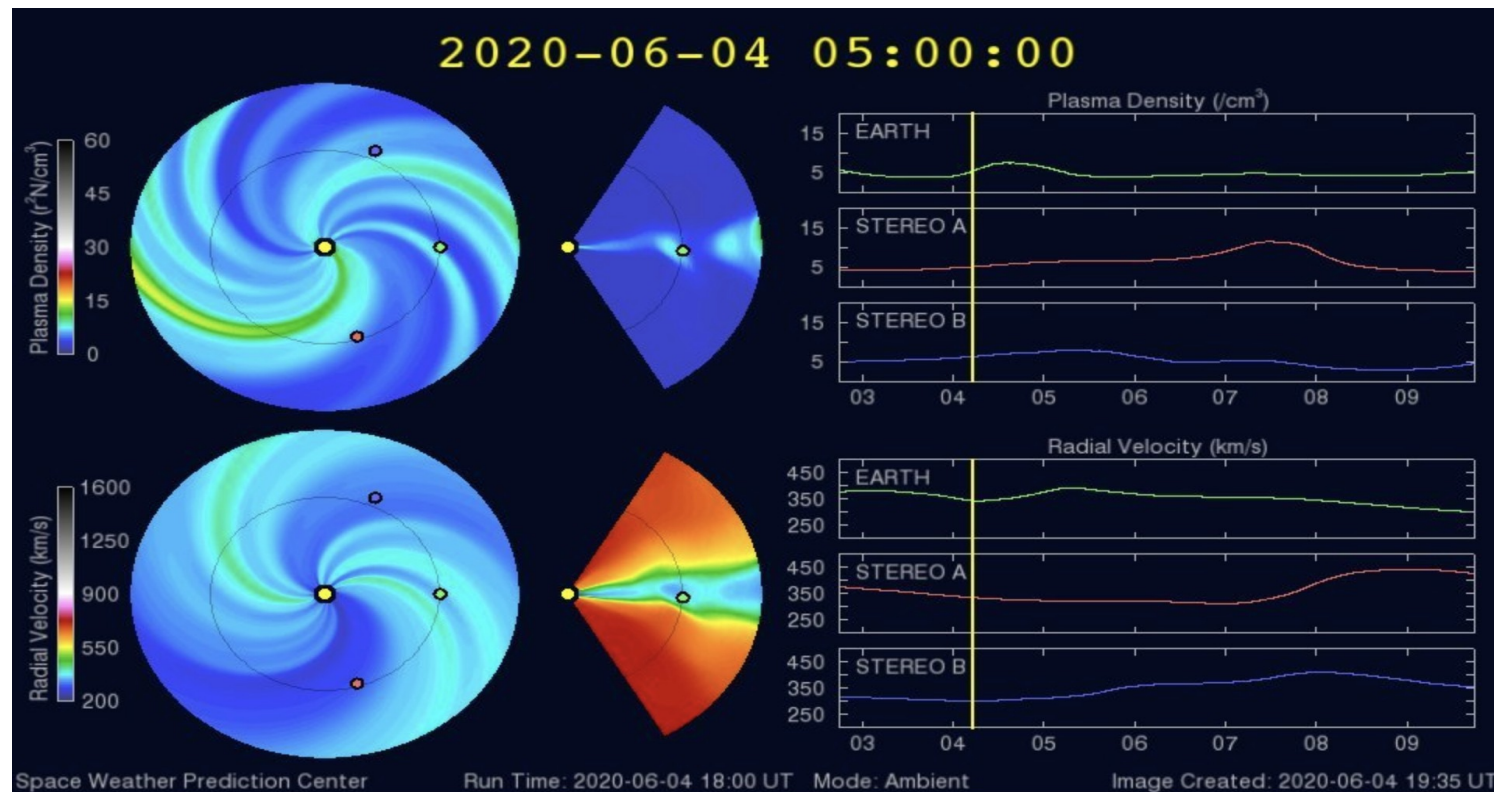 2020-06-04 05:00:00
Plasma Density (r²N/cm³)
60
45
30
15
0
Plasma Density (/cm³)
15
5
EARTH
15
5
STEREO A
15
5
STEREO B
03 04 05 06 07 08 09
Radial Velocity (km/s)
1600
1250
900
550
200
Radial Velocity (km/s)
450
350
250
EARTH
450
350
250
STEREO A
450
350
250
STEREO B
03 04 05 06 07 08 09
Space Weather Prediction Center Run Time: 2020-06-04 18:00 UT Mode: Ambient Image Created: 2020-06-04 19:35 UT